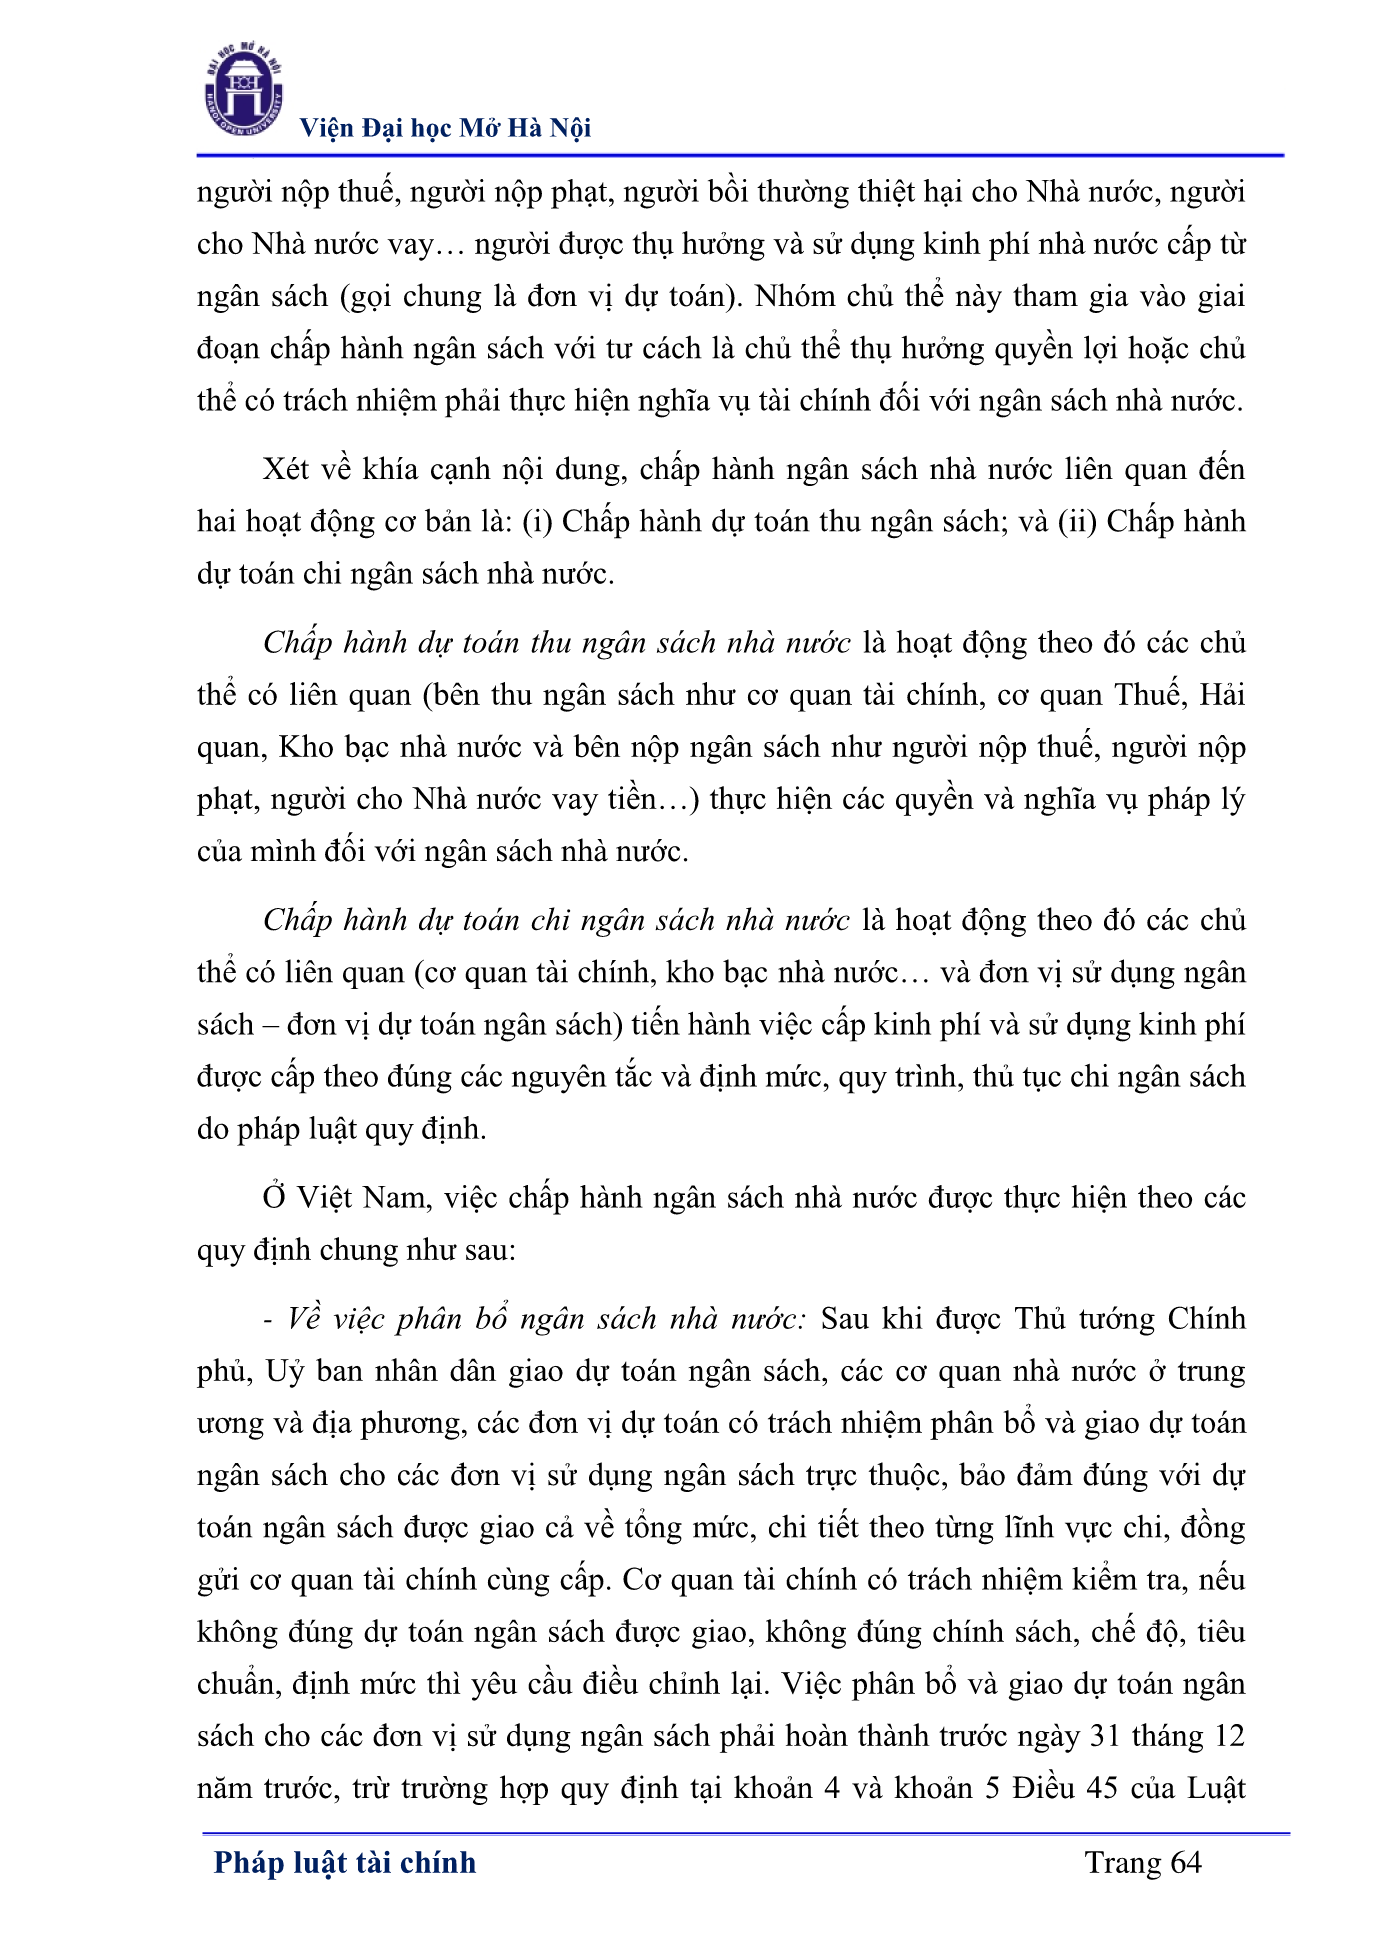 ĐẠI HỌC MỞ HÀ NỘI
HANOI OPEN UNIVERSITY
Viện Đại học Mở Hà Nội
người nộp thuế, người nộp phạt, người bồi thường thiệt hại cho Nhà nước, người
cho Nhà nước vay… người được thụ hưởng và sử dụng kinh phí nhà nước cấp từ
ngân sách (gọi chung là đơn vị dự toán). Nhóm chủ thể này tham gia vào giai
đoạn chấp hành ngân sách với tư cách là chủ thể thụ hưởng quyền lợi hoặc chủ
thể có trách nhiệm phải thực hiện nghĩa vụ tài chính đối với ngân sách nhà nước.
Xét về khía cạnh nội dung, chấp hành ngân sách nhà nước liên quan đến
hai hoạt động cơ bản là: (i) Chấp hành dự toán thu ngân sách; và (ii) Chấp hành
dự toán chi ngân sách nhà nước.
Chấp hành dự toán thu ngân sách nhà nước là hoạt động theo đó các chủ
thể có liên quan (bên thu ngân sách như cơ quan tài chính, cơ quan Thuế, Hải
quan, Kho bạc nhà nước và bên nộp ngân sách như người nộp thuế, người nộp
phạt, người cho Nhà nước vay tiền…) thực hiện các quyền và nghĩa vụ pháp lý
của mình đối với ngân sách nhà nước.
Chấp hành dự toán chi ngân sách nhà nước là hoạt động theo đó các chủ
thể có liên quan (cơ quan tài chính, kho bạc nhà nước… và đơn vị sử dụng ngân
sách – đơn vị dự toán ngân sách) tiến hành việc cấp kinh phí và sử dụng kinh phí
được cấp theo đúng các nguyên tắc và định mức, quy trình, thủ tục chi ngân sách
do pháp luật quy định.
Ở Việt Nam, việc chấp hành ngân sách nhà nước được thực hiện theo các
quy định chung như sau:
- Về việc phân bổ ngân sách nhà nước: Sau khi được Thủ tướng Chính
phủ, Uỷ ban nhân dân giao dự toán ngân sách, các cơ quan nhà nước ở trung
ương và địa phương, các đơn vị dự toán có trách nhiệm phân bổ và giao dự toán
ngân sách cho các đơn vị sử dụng ngân sách trực thuộc, bảo đảm đúng với dự
toán ngân sách được giao cả về tổng mức, chi tiết theo từng lĩnh vực chi, đồng
gửi cơ quan tài chính cùng cấp. Cơ quan tài chính có trách nhiệm kiểm tra, nếu
không đúng dự toán ngân sách được giao, không đúng chính sách, chế độ, tiêu
chuẩn, định mức thì yêu cầu điều chỉnh lại. Việc phân bổ và giao dự toán ngân
sách cho các đơn vị sử dụng ngân sách phải hoàn thành trước ngày 31 tháng 12
năm trước, trừ trường hợp quy định tại khoản 4 và khoản 5 Điều 45 của Luật
Pháp luật tài chính Trang 64